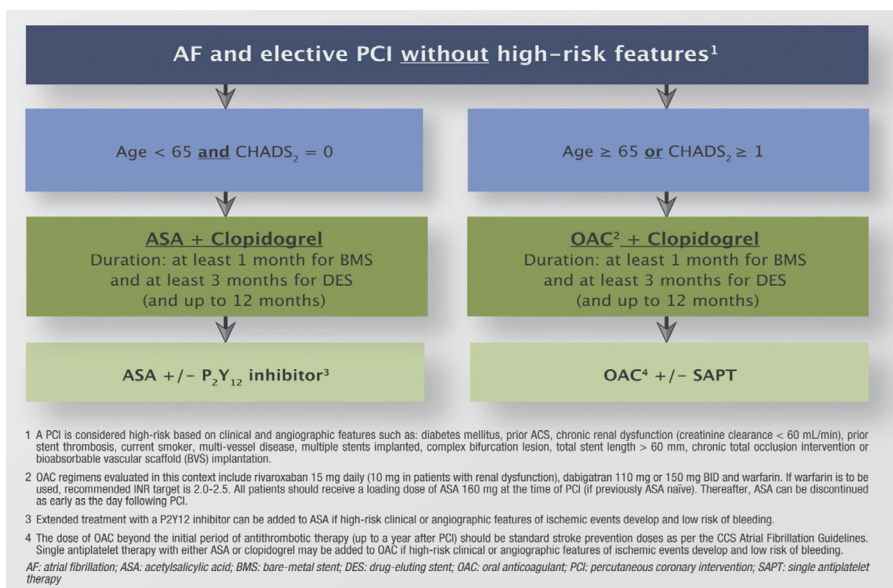 AF and elective PCI without high-risk features¹
Age < 65 and CHADS₂ = 0
Age ≥ 65 or CHADS₂ ≥ 1
ASA + Clopidogrel
Duration: at least 1 month for BMS
and at least 3 months for DES
(and up to 12 months)
OAC² + Clopidogrel
Duration: at least 1 month for BMS
and at least 3 months for DES
(and up to 12 months)
ASA +/- P₂Y₁₂ inhibitor³
OAC⁴ +/- SAPT
1 A PCI is considered high-risk based on clinical and angiographic features such as: diabetes mellitus, prior ACS, chronic renal dysfunction (creatinine clearance < 60 mL/min), prior
stent thrombosis, current smoker, multi-vessel disease, multiple stents implanted, complex bifurcation lesion, total stent length > 60 mm, chronic total occlusion intervention or
bioabsorbable vascular scaffold (BVS) implantation.
2 OAC regimens evaluated in this context include rivaroxaban 15 mg daily (10 mg in patients with renal dysfunction), dabigatran 110 mg or 150 mg BID and warfarin. If warfarin is to be
used, recommended INR target is 2.0-2.5. All patients should receive a loading dose of ASA 160 mg at the time of PCI (if previously ASA naïve). Thereafter, ASA can be discontinued
as early as the day following PCI.
3 Extended treatment with a P2Y12 inhibitor can be added to ASA if high-risk clinical or angiographic features of ischemic events develop and low risk of bleeding.
4 The dose of OAC beyond the initial period of antithrombotic therapy (up to a year after PCI) should be standard stroke prevention doses as per the CCS Atrial Fibrillation Guidelines.
Single antiplatelet therapy with either ASA or clopidogrel may be added to OAC if high-risk clinical or angiographic features of ischemic events develop and low risk of bleeding.
AF: atrial fibrillation; ASA: acetylsalicylic acid; BMS: bare-metal stent; DES: drug-eluting stent; OAC: oral anticoagulant; PCI: percutaneous coronary intervention; SAPT: single antiplatelet
therapy